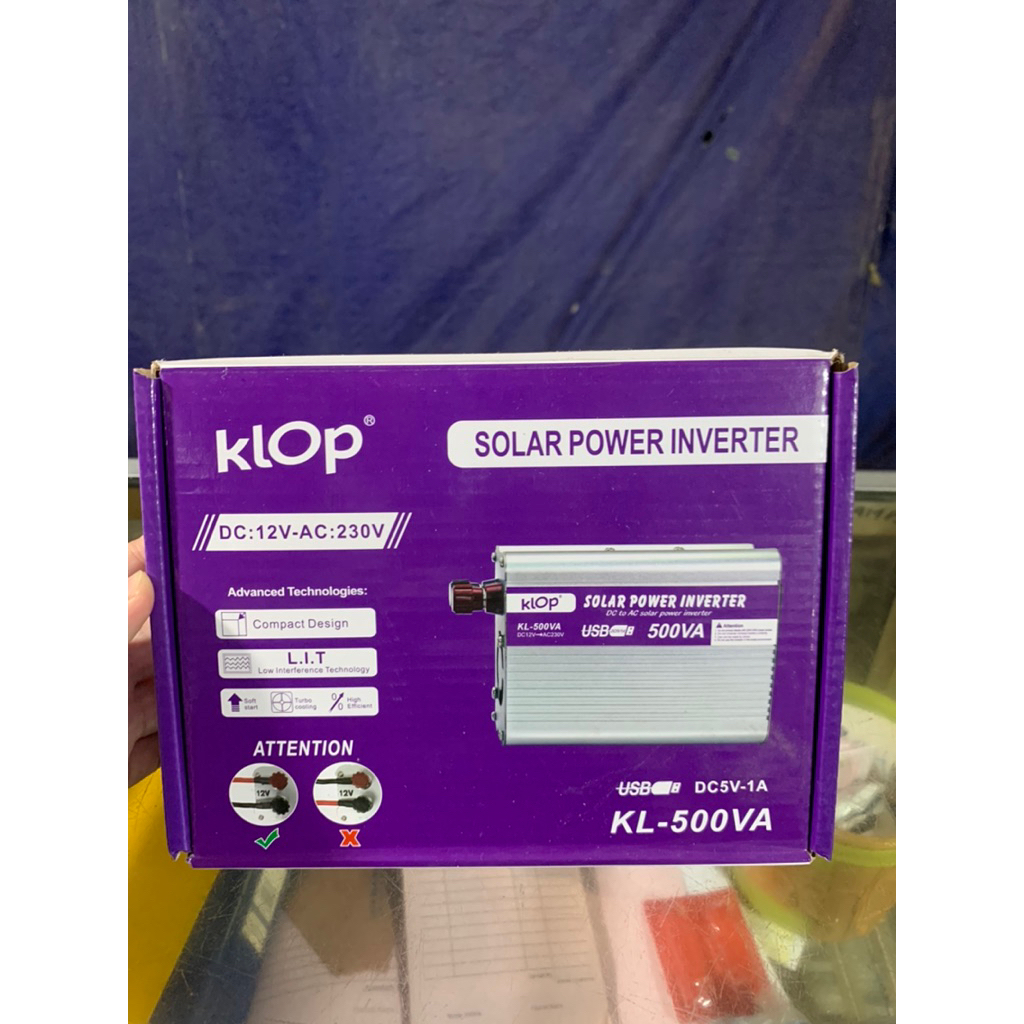 klOp®
SOLAR POWER INVERTER
DC:12V-AC:230V
Advanced Technologies:
Compact Design
L.I.T
Low Interference Technology
Soft start
Turbo cooling
High Efficient
ATTENTION
12V
12V
klOp®
SOLAR POWER INVERTER
DC to AC solar power inverter
KL-500VA
DC12V→AC230V
USB
500VA
Attention
USB DC5V-1A
KL-500VA